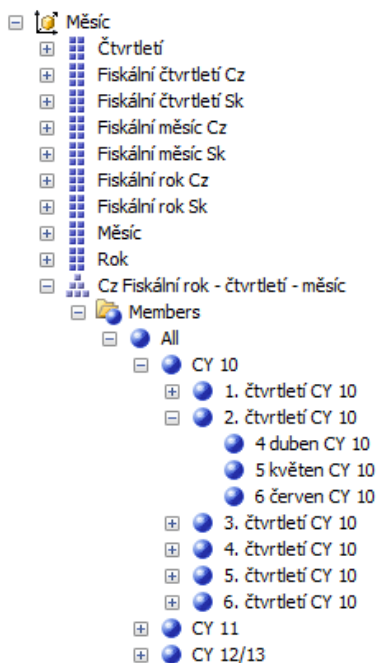 Měsíc
Čtvrtletí
Fiskální čtvrtletí Cz
Fiskální čtvrtletí Sk
Fiskální měsíc Cz
Fiskální měsíc Sk
Fiskální rok Cz
Fiskální rok Sk
Měsíc
Rok
Cz Fiskální rok - čtvrtletí - měsíc
Members
All
CY 10
1. čtvrtletí CY 10
2. čtvrtletí CY 10
4 duben CY 10
5 květen CY 10
6 červen CY 10
3. čtvrtletí CY 10
4. čtvrtletí CY 10
5. čtvrtletí CY 10
6. čtvrtletí CY 10
CY 11
CY 12/13